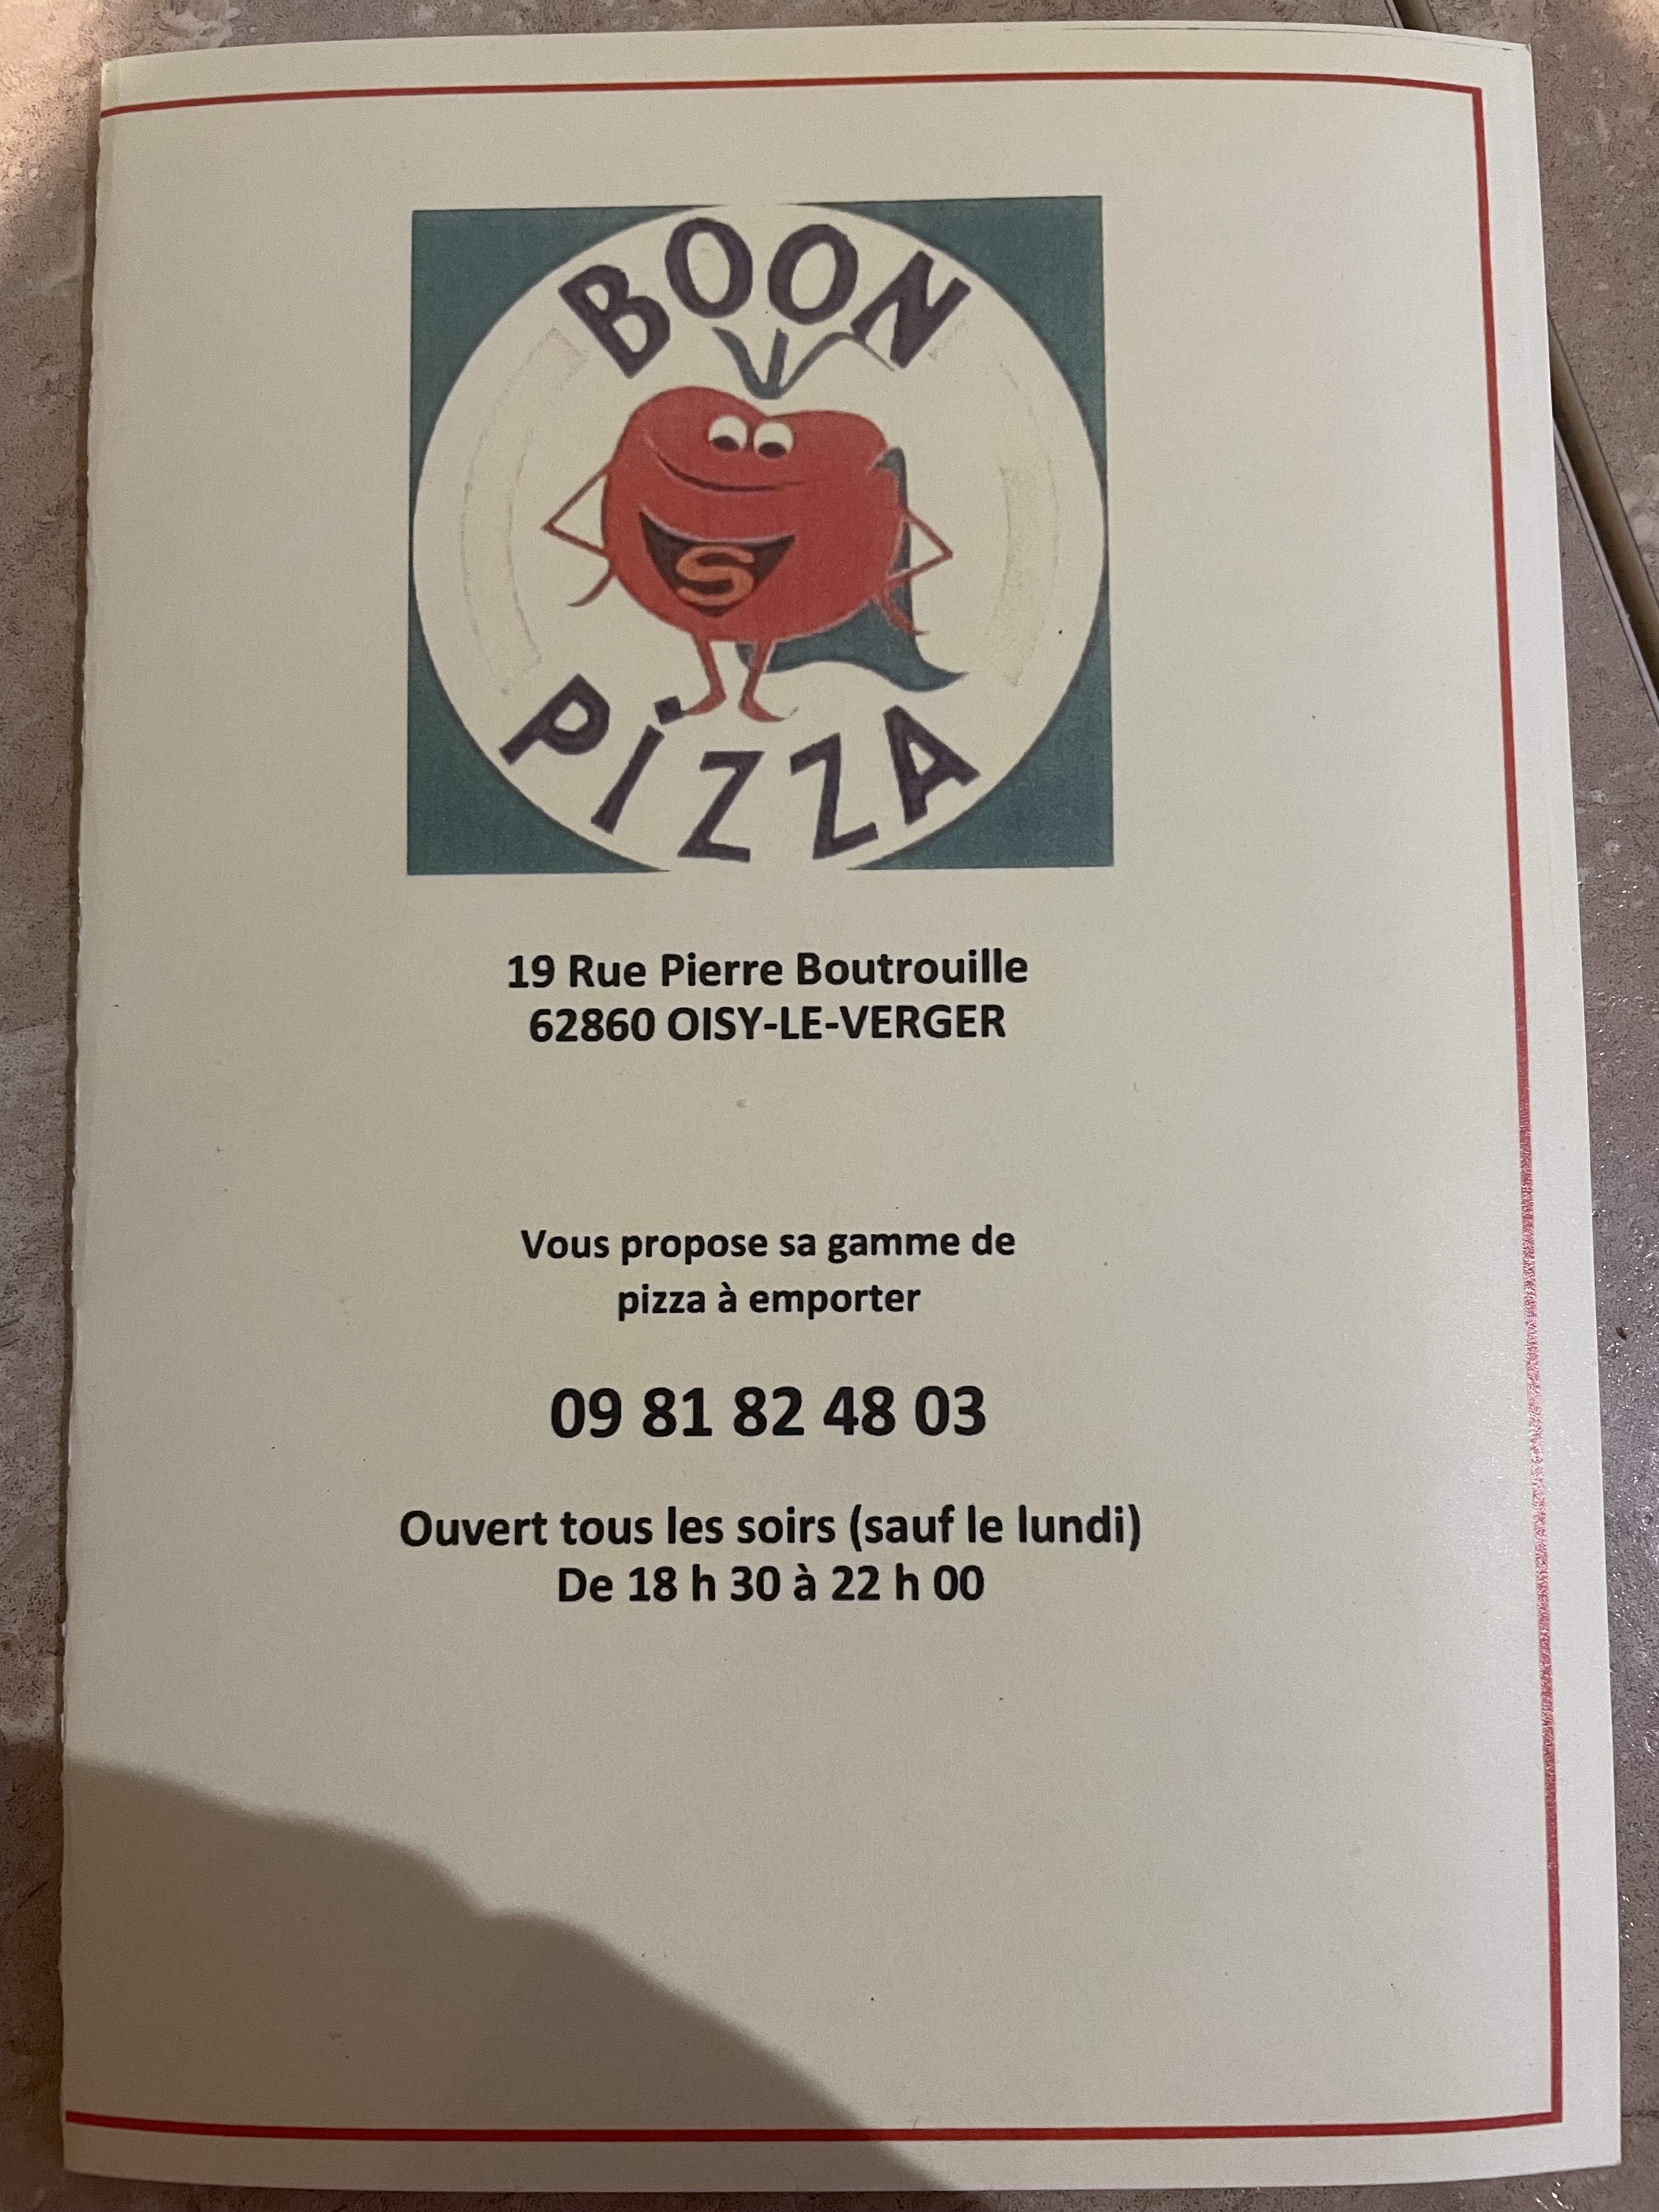 BOON
S
PiZZA
19 Rue Pierre Boutrouille
62860 OISY-LE-VERGER
Vous propose sa gamme de
pizza à emporter
09 81 82 48 03
Ouvert tous les soirs (sauf le lundi)
De 18 h 30 à 22 h 00